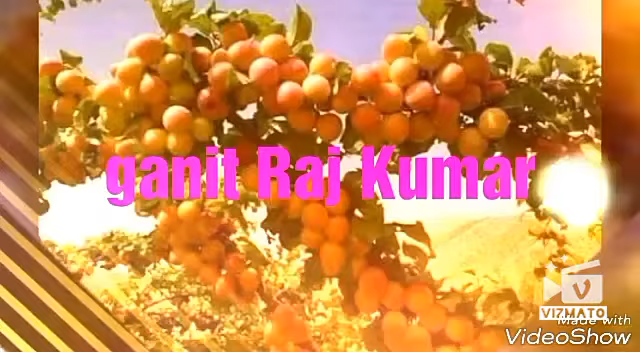 ganit Raj Kumar
V
VIZMATO
Made with
VideoShow